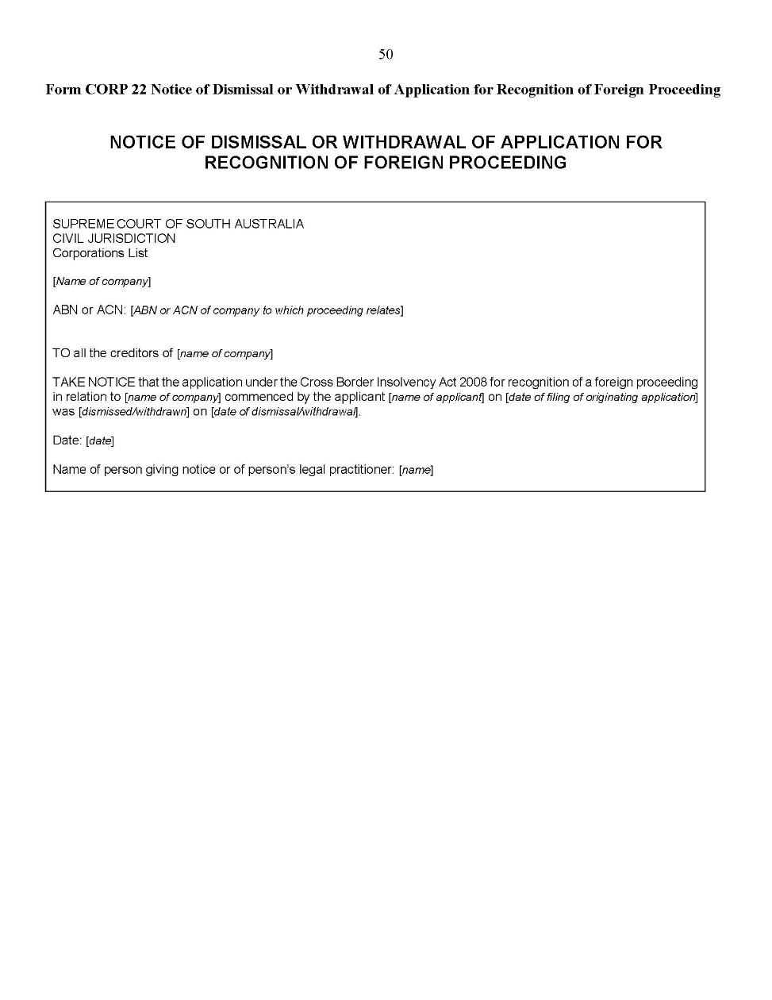 50
Form CORP 22 Notice of Dismissal or Withdrawal of Application for Recognition of Foreign Proceeding
NOTICE OF DISMISSAL OR WITHDRAWAL OF APPLICATION FOR
RECOGNITION OF FOREIGN PROCEEDING
SUPREME COURT OF SOUTH AUSTRALIA
CIVIL JURISDICTION
Corporations List
[Name of company]
ABN or ACN: [ABN or ACN of company to which proceeding relates]
TO all the creditors of [name of company]
TAKE NOTICE that the application under the Cross Border Insolvency Act 2008 for recognition of a foreign proceeding
in relation to [name of company] commenced by the applicant [name of applicant] on [date of filing of originating application]
was [dismissed/withdrawn] on [date of dismissal/withdrawal].
Date: [date]
Name of person giving notice or of person's legal practitioner: [name]